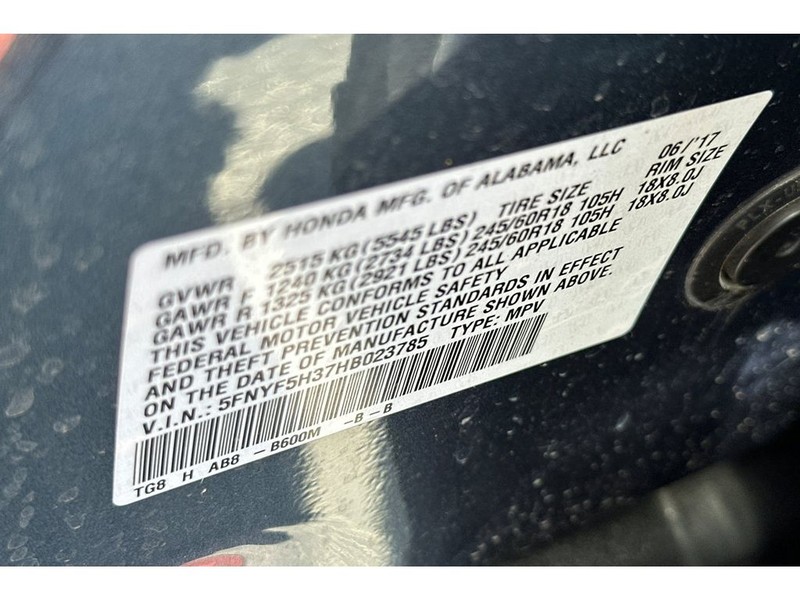 MFD. BY HONDA MFG. OF ALABAMA, LLC 06/'17
GVWR 2515 KG (5545 LBS) TIRE SIZE RIM SIZE
GAWR F 1240 KG (2734 LBS) 245/60R18 105H 18X8.0J
GAWR R 1325 KG (2921 LBS) 245/60R18 105H 18X8.0J
THIS VEHICLE CONFORMS TO ALL APPLICABLE
FEDERAL MOTOR VEHICLE SAFETY
AND THEFT PREVENTION STANDARDS IN EFFECT
ON THE DATE OF MANUFACTURE SHOWN ABOVE.
V.I.N.: 5FNYF5H37HB023785 TYPE: MPV
TG8 H AB8 - B600M -B-B